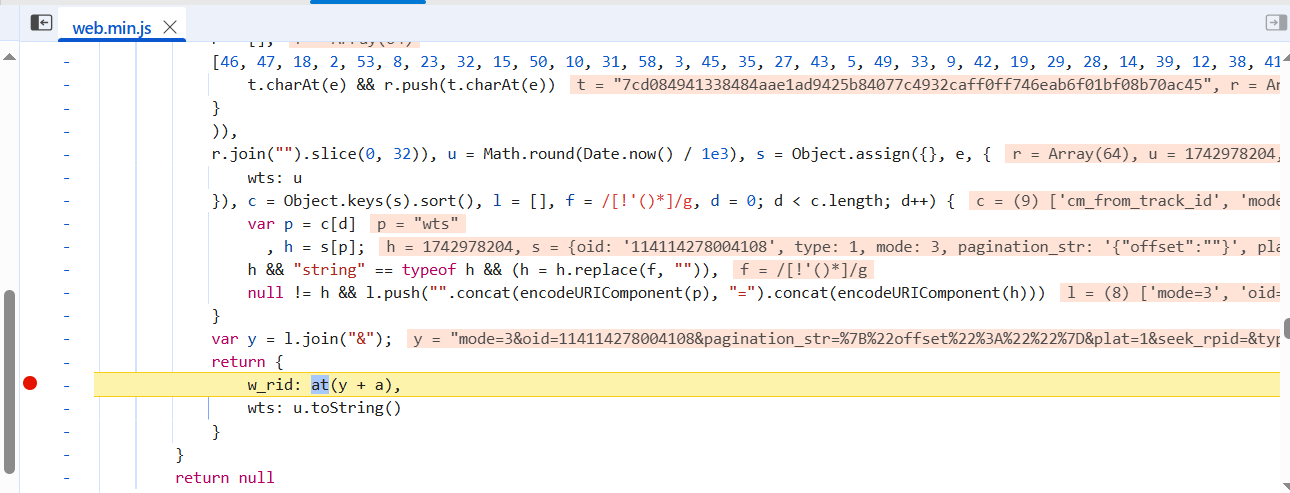 web.min.js
[46, 47, 18, 2, 53, 8, 23, 32, 15, 50, 10, 31, 58, 3, 45, 35, 27, 43, 5, 49, 33, 9, 42, 19, 29, 28, 14, 39, 12, 38, 41
t.charAt(e) && r.push(t.charAt(e)) t = "7cd084941338484aae1ad9425b84077c4932caff0ff746eab6f01bf08b70ac45", r = Ar
}
)),
r.join("").slice(0, 32)), u = Math.round(Date.now() / 1e3), s = Object.assign({}, e, { r = Array(64), u = 1742978204,
wts: u
}), c = Object.keys(s).sort(), l = [], f = /[!'()*]/g, d = 0; d < c.length; d++) { c = (9) ['cm_from_track_id', 'mode
var p = c[d] p = "wts"
, h = s[p]; h = 1742978204, s = {oid: '114114278004108', type: 1, mode: 3, pagination_str: '{"offset":""}', pla
h && "string" == typeof h && (h = h.replace(f, "")), f = /[!'()*]/g
null != h && l.push("".concat(encodeURIComponent(p), "=").concat(encodeURIComponent(h))) l = (8) ['mode=3', 'oid=
}
var y = l.join("&"); y = "mode=3&oid=114114278004108&pagination_str=%7B%22offset%22%3A%22%22%7D&plat=1&seek_rpid=&typ
return {
w_rid: at(y + a),
wts: u.toString()
}
}
return null